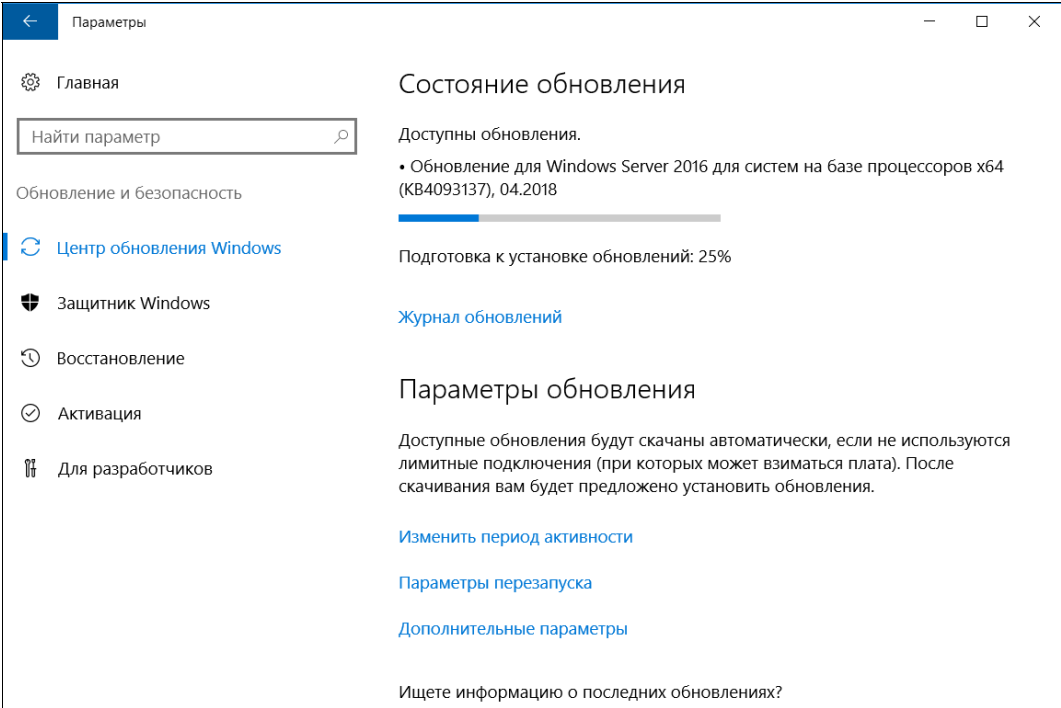 Параметры
Главная
Найти параметр
Обновление и безопасность
Центр обновления Windows
Защитник Windows
Восстановление
Активация
Для разработчиков
Состояние обновления
Доступны обновления.
• Обновление для Windows Server 2016 для систем на базе процессоров x64
(KB4093137), 04.2018
Подготовка к установке обновлений: 25%
Журнал обновлений
Параметры обновления
Доступные обновления будут скачаны автоматически, если не используются
лимитные подключения (при которых может взиматься плата). После
скачивания вам будет предложено установить обновления.
Изменить период активности
Параметры перезапуска
Дополнительные параметры
Ищете информацию о последних обновлениях?